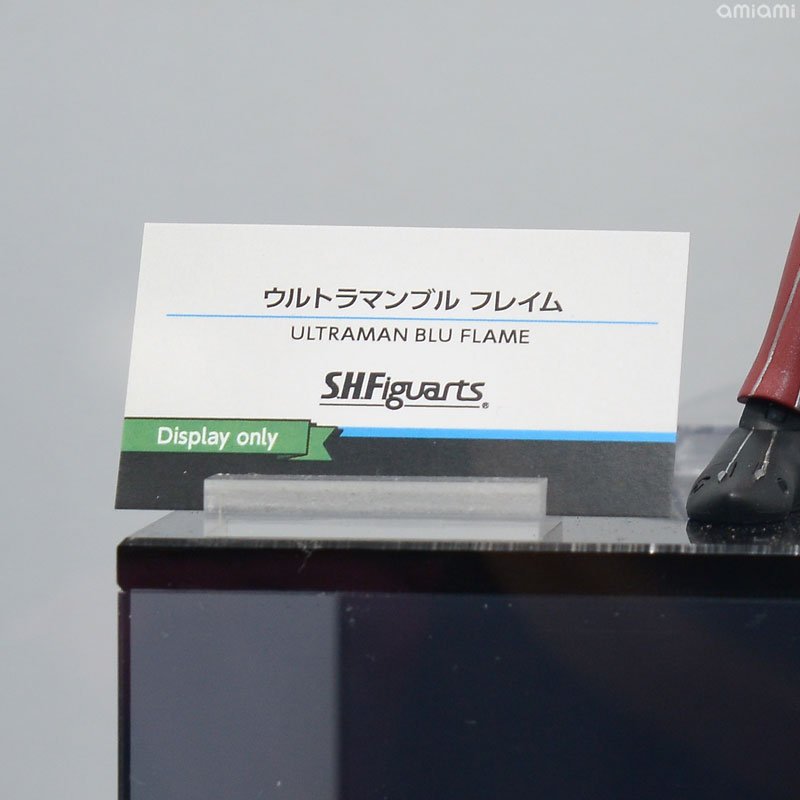 amiami
ウルトラマンブル フレイム
ULTRAMAN BLU FLAME
S.H.Figuarts®
Display only